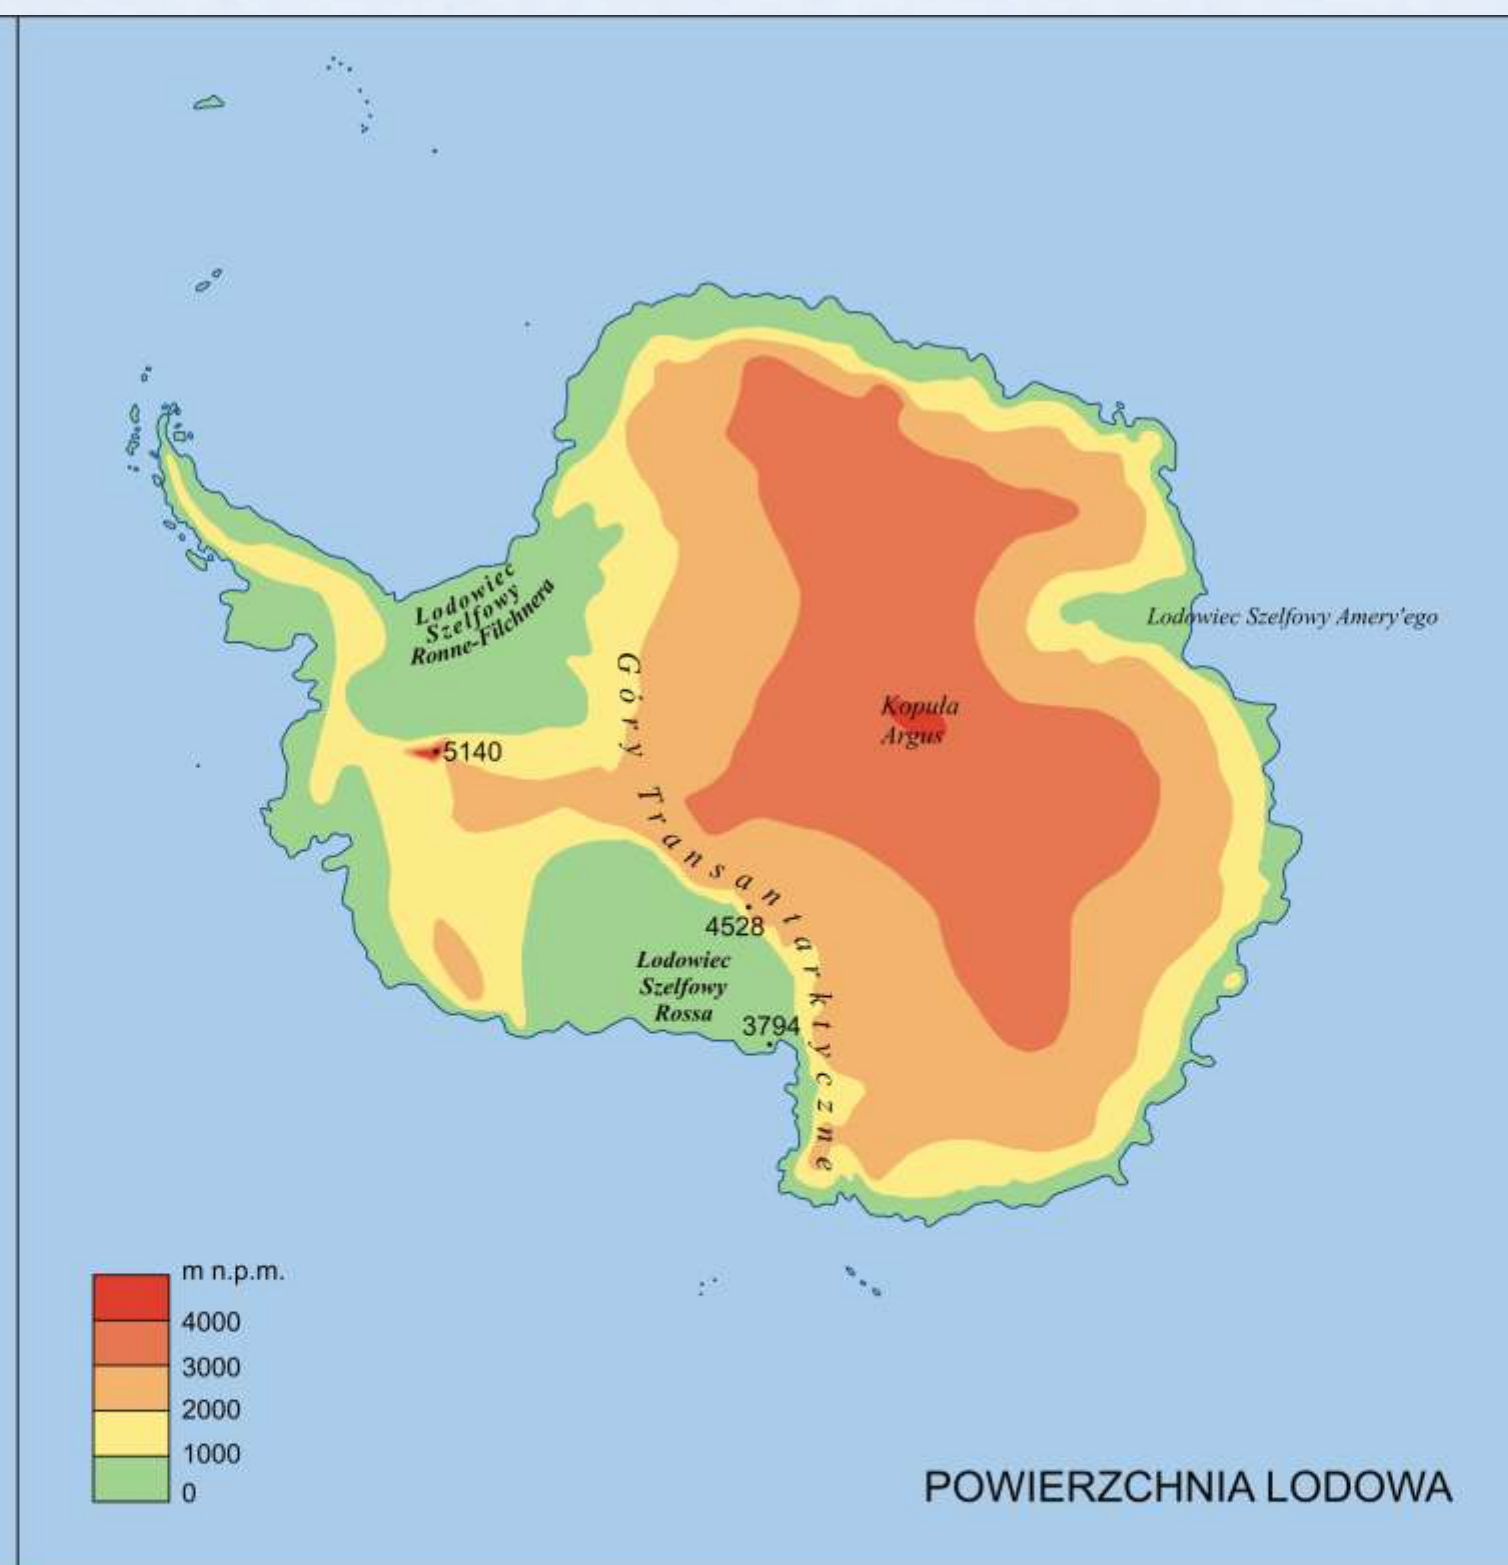 Lodowiec
Szelfowy
Ronne-Filchnera
Lodowiec Szelfowy Amery'ego
Góry Transantarktyczne
Kopuła
Argus
5140
4528
Lodowiec
Szelfowy
Rossa
3794
m n.p.m.
4000
3000
2000
1000
0
POWIERZCHNIA LODOWA